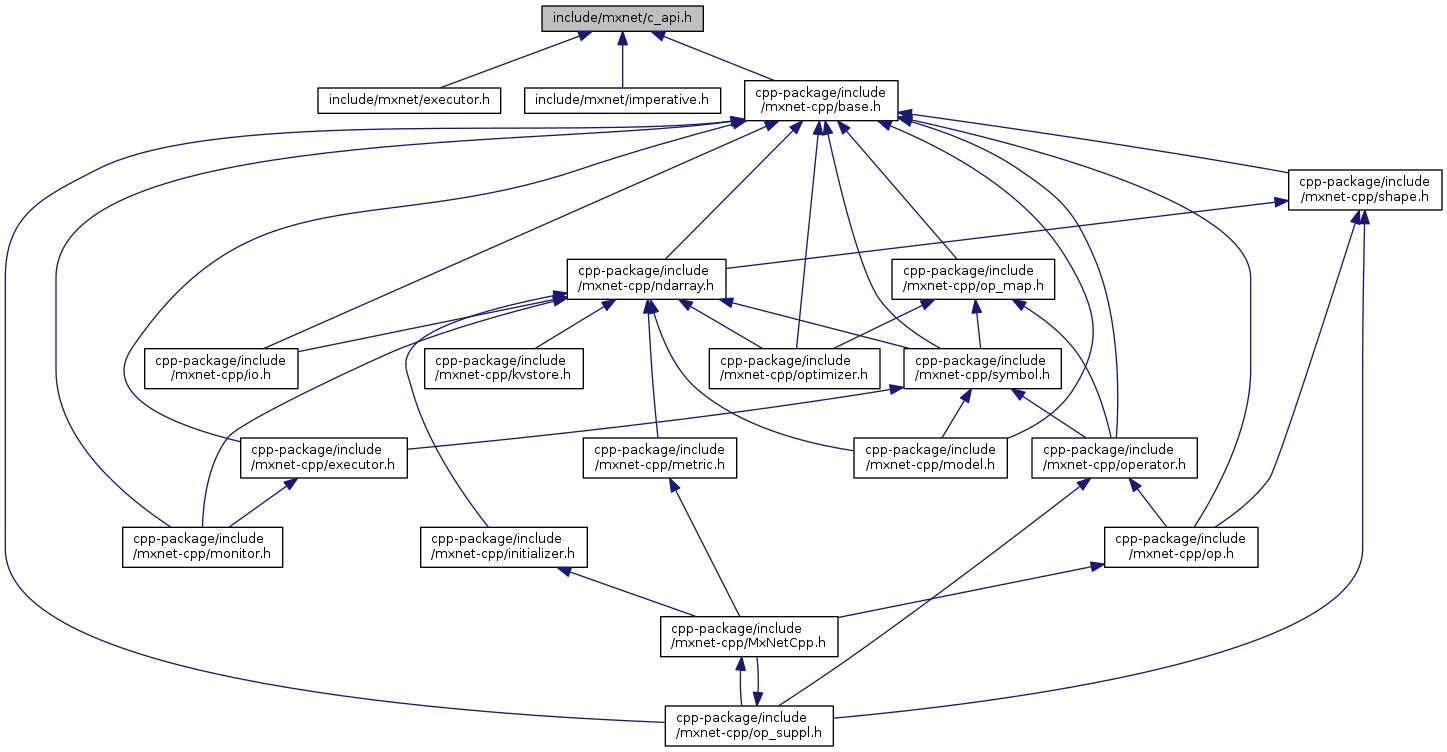 include/mxnet/c_api.h
include/mxnet/executor.h
include/mxnet/imperative.h
cpp-package/include
/mxnet-cpp/base.h
cpp-package/include
/mxnet-cpp/shape.h
cpp-package/include
/mxnet-cpp/ndarray.h
cpp-package/include
/mxnet-cpp/op_map.h
cpp-package/include
/mxnet-cpp/io.h
cpp-package/include
/mxnet-cpp/kvstore.h
cpp-package/include
/mxnet-cpp/optimizer.h
cpp-package/include
/mxnet-cpp/symbol.h
cpp-package/include
/mxnet-cpp/executor.h
cpp-package/include
/mxnet-cpp/metric.h
cpp-package/include
/mxnet-cpp/model.h
cpp-package/include
/mxnet-cpp/operator.h
cpp-package/include
/mxnet-cpp/monitor.h
cpp-package/include
/mxnet-cpp/initializer.h
cpp-package/include
/mxnet-cpp/op.h
cpp-package/include
/mxnet-cpp/MxNetCpp.h
cpp-package/include
/mxnet-cpp/op_suppl.h